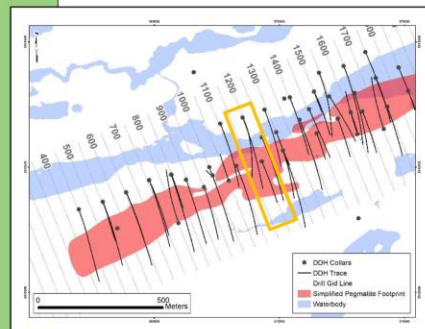 400
500
600
700
800
900
1000
1100
1200
1300
1400
1500
1600
1700
DDH Collars
DDH Trace
Drill Gid Line
Simplified Pegmatite Footprint
Waterbody
0 500
Meters